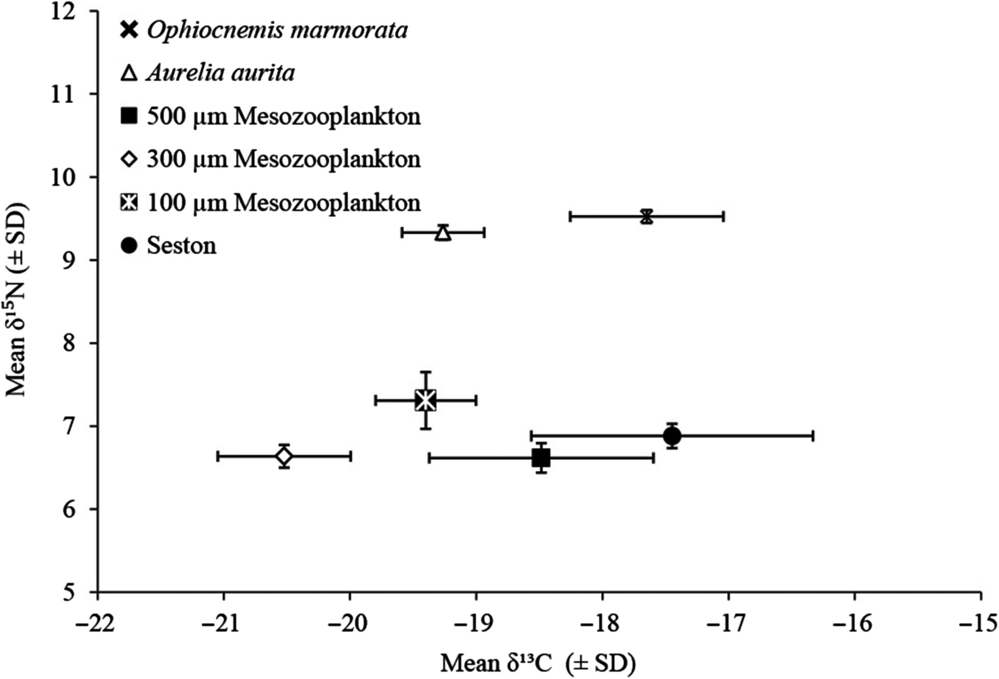 12
11
10
9
8
7
6
5
Mean δ¹⁵N (± SD)
Ophiocnemis marmorata
Aurelia aurita
500 µm Mesozooplankton
300 µm Mesozooplankton
100 µm Mesozooplankton
Seston
–22 –21 –20 –19 –18 –17 –16 –15
Mean δ¹³C (± SD)